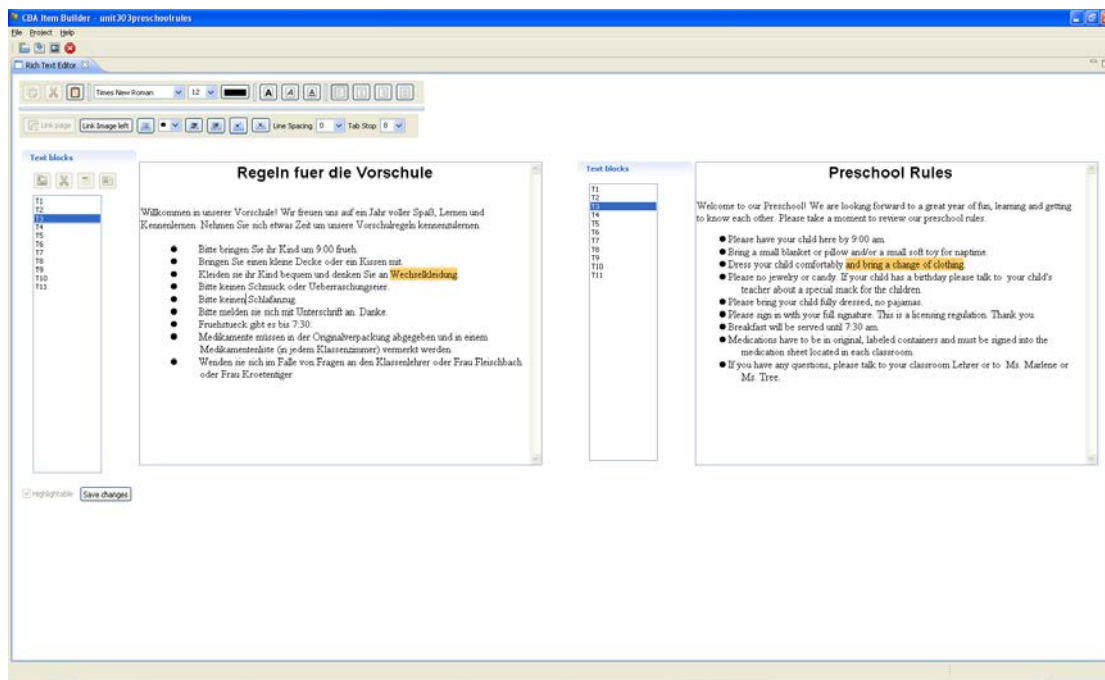 CBA Item Builder - unit303preschoolrules
File Project Help
Rich Text Editor
Times New Roman 12 A A A
Link page Link Image left Line Spacing 0 Tab Stop 8
Text blocks
T1
T2
T3
T4
T5
T6
T7
T8
T9
T10
T11
Regeln fuer die Vorschule
Willkommen in unserer Vorschule! Wir freuen uns auf ein Jahr voller Spaß, Lernen und
Kennenlernen. Nehmen Sie sich etwas Zeit um unsere Vorschulregeln kennenzulernen.
● Bitte bringen Sie ihr Kind um 9:00 frueh.
● Bringen Sie einen kleine Decke oder ein Kissen mit.
● Kleiden sie ihr Kind bequem und denken Sie an Wechselkleidung.
● Bitte keinen Schmuck oder Ueberraschungseier.
● Bitte keinen Schlafanzug.
● Bitte melden sie sich mit Unterschrift an. Danke.
● Fruehstueck gibt es bis 7:30.
● Medikamente müssen in der Originalverpackung abgegeben und in einem
Medikamentenliste (in jedem Klassenzimmer) vermerkt werden.
● Wenden sie sich im Falle von Fragen an den Klassenlehrer oder Frau Fleischbach
oder Frau Kroetentiger
Highlightable Save changes
Text blocks
T1
T2
T3
T4
T5
T6
T7
T8
T9
T10
T11
Preschool Rules
Welcome to our Preschool! We are looking forward to a great year of fun, learning and getting
to know each other. Please take a moment to review our preschool rules.
● Please have your child here by 9:00 am.
● Bring a small blanket or pillow and/or a small soft toy for naptime.
● Dress your child comfortably and bring a change of clothing.
● Please no jewelry or candy. If your child has a birthday please talk to your child's
teacher about a special snack for the children.
● Please bring your child fully dressed, no pajamas.
● Please sign in with your full signature. This is a licensing regulation. Thank you.
● Breakfast will be served until 7:30 am.
● Medications have to be in original, labeled containers and must be signed into the
medication sheet located in each classroom.
● If you have any questions, please talk to your classroom Lehrer or to Ms. Marlene or
Ms. Tree.